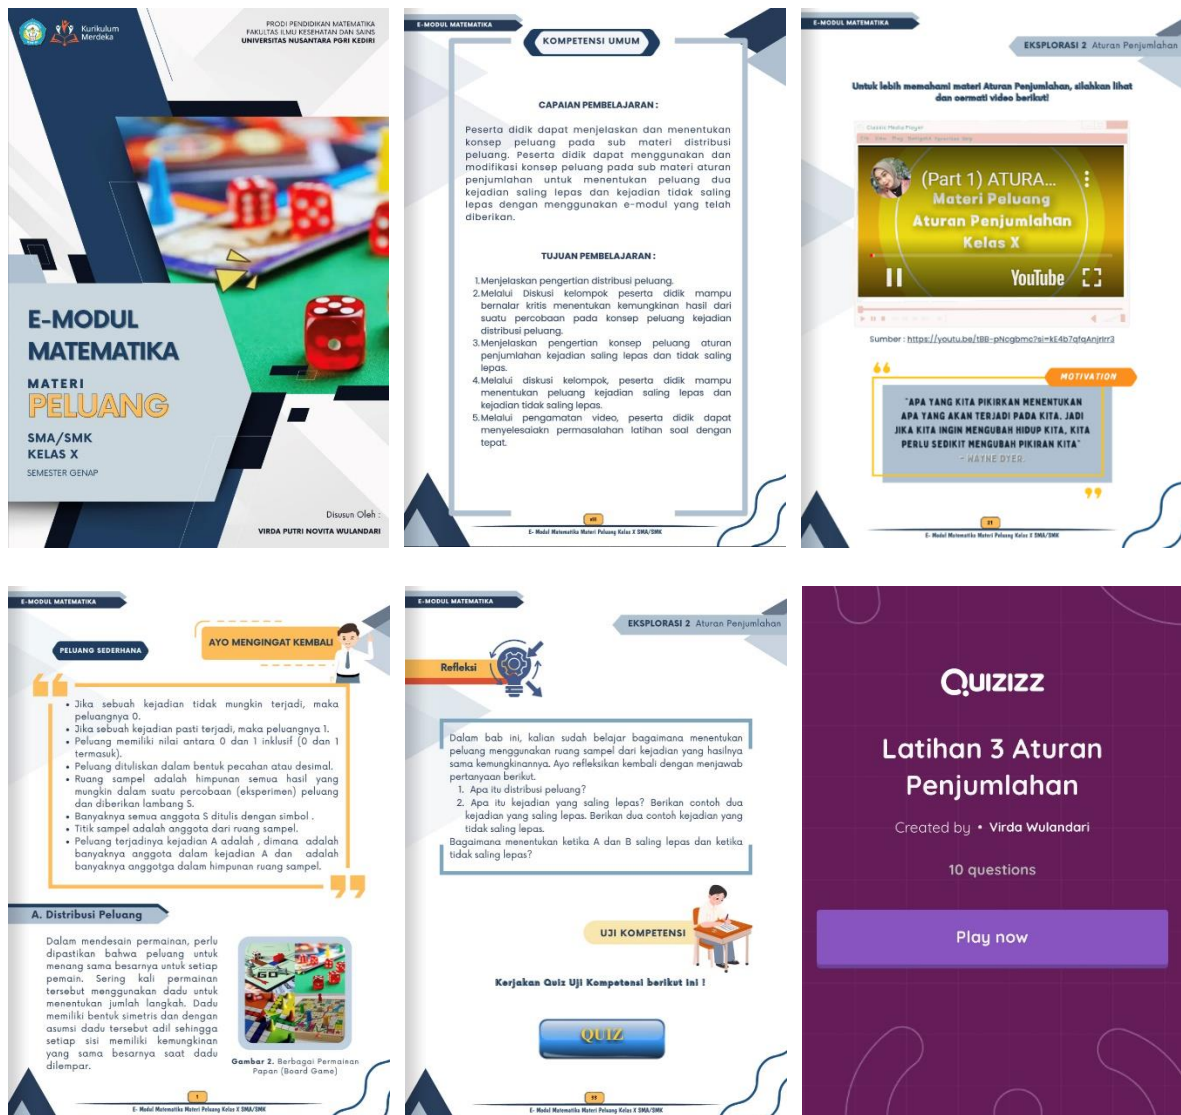 Kurikulum
Merdeka
PRODI PENDIDIKAN MATEMATIKA
FAKULTAS ILMU KESEHATAN DAN SAINS
UNIVERSITAS NUSANTARA PGRI KEDIRI
E-MODUL
MATEMATIKA
MATERI
PELUANG
SMA/SMK
KELAS X
SEMESTER GENAP
Disusun Oleh :
VIRDA PUTRI NOVITA WULANDARI
E-MODUL MATEMATIKA
KOMPETENSI UMUM
CAPAIAN PEMBELAJARAN :
Peserta didik dapat menjelaskan dan menentukan
konsep peluang pada sub materi distribusi
peluang. Peserta didik dapat menggunakan dan
modifikasi konsep peluang pada sub materi aturan
penjumlahan untuk menentukan peluang dua
kejadian saling lepas dan kejadian tidak saling
lepas dengan menggunakan e-modul yang telah
diberikan.
TUJUAN PEMBELAJARAN :
1. Menjelaskan pengertian distribusi peluang.
2. Melalui Diskusi kelompok peserta didik mampu
bernalar kritis menentukan kemungkinan hasil dari
suatu percobaan pada konsep peluang kejadian
distribusi peluang.
3. Menjelaskan pengertian konsep peluang aturan
penjumlahan kejadian saling lepas dan tidak saling
lepas.
4. Melalui diskusi kelompok, peserta didik mampu
menentukan peluang kejadian saling lepas dan
kejadian tidak saling lepas.
5. Melalui pengamatan video, peserta didik dapat
menyelesaiakn permasalahan latihan soal dengan
tepat.
E- Modul Matematika Materi Peluang Kelas X SMA/SMK
E-MODUL MATEMATIKA
EKSPLORASI 2 Aturan Penjumlahan
Untuk lebih memahami materi Aturan Penjumlahan, silahkan lihat
dan cermati video berikut!
Classic Media Player
(Part 1) ATURA...
Materi Peluang
Aturan Penjumlahan
Kelas X
YouTube
Sumber : https://youtu.be/tBB-pNcgbmc?si=kE4b7qfqAnjrIrr3
MOTIVATION
"APA YANG KITA PIKIRKAN MENENTUKAN
APA YANG AKAN TERJADI PADA KITA. JADI
JIKA KITA INGIN MENGUBAH HIDUP KITA, KITA
PERLU SEDIKIT MENGUBAH PIKIRAN KITA"
- WAYNE DYER.
21
E- Modul Matematika Materi Peluang Kelas X SMA/SMK
E-MODUL MATEMATIKA
PELUANG SEDERHANA
AYO MENGINGAT KEMBALI
• Jika sebuah kejadian tidak mungkin terjadi, maka
peluangnya 0.
• Jika sebuah kejadian pasti terjadi, maka peluangnya 1.
• Peluang memiliki nilai antara 0 dan 1 inklusif (0 dan 1
termasuk).
• Peluang dituliskan dalam bentuk pecahan atau desimal.
• Ruang sampel adalah himpunan semua hasil yang
mungkin dalam suatu percobaan (eksperimen) peluang
dan diberikan lambang S.
• Banyaknya semua anggota S ditulis dengan simbol .
• Titik sampel adalah anggota dari ruang sampel.
• Peluang terjadinya kejadian A adalah , dimana adalah
banyaknya anggota dalam kejadian A dan adalah
banyaknya anggotga dalam himpunan ruang sampel.
A. Distribusi Peluang
Dalam mendesain permainan, perlu
dipastikan bahwa peluang untuk
menang sama besarnya untuk setiap
pemain. Sering kali permainan
tersebut menggunakan dadu untuk
menentukan jumlah langkah. Dadu
memiliki bentuk simetris dan dengan
asumsi dadu tersebut adil sehingga
setiap sisi memiliki kemungkinan
yang sama besarnya saat dadu
dilempar.
Gambar 2. Berbagai Permainan
Papan (Board Game)
1
E- Modul Matematika Materi Peluang Kelas X SMA/SMK
E-MODUL MATEMATIKA
EKSPLORASI 2 Aturan Penjumlahan
Refleksi
Dalam bab ini, kalian sudah belajar bagaimana menentukan
peluang menggunakan ruang sampel dari kejadian yang hasilnya
sama kemungkinannya. Ayo refleksikan kembali dengan menjawab
pertanyaan berikut.
1. Apa itu distribusi peluang?
2. Apa itu kejadian yang saling lepas? Berikan contoh dua
kejadian yang saling lepas. Berikan dua contoh kejadian yang
tidak saling lepas.
Bagaimana menentukan ketika A dan B saling lepas dan ketika
tidak saling lepas?
UJI KOMPETENSI
Kerjakan Quiz Uji Kompetensi berikut ini !
QUIZ
E- Modul Matematika Materi Peluang Kelas X SMA/SMK
Quizizz
Latihan 3 Aturan
Penjumlahan
Created by • Virda Wulandari
10 questions
Play now